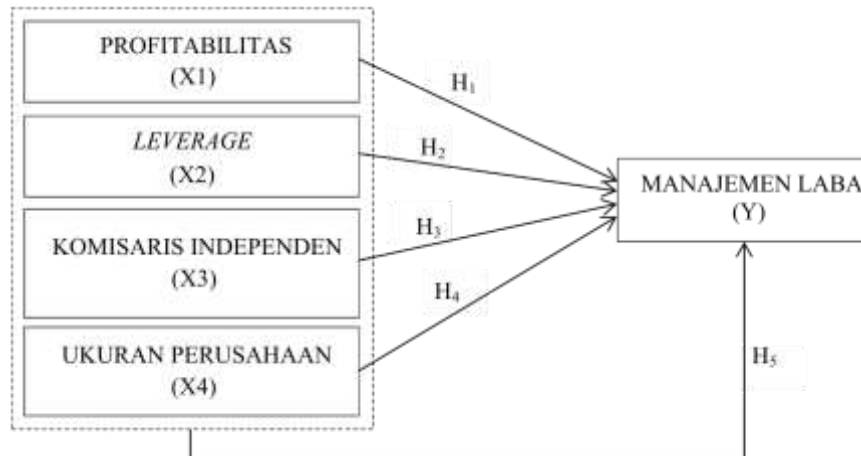 PROFITABILITAS
(X1)
LEVERAGE
(X2)
KOMISARIS INDEPENDEN
(X3)
UKURAN PERUSAHAAN
(X4)
H₁
H₂
H₃
H₄
MANAJEMEN LABA
(Y)
H₅